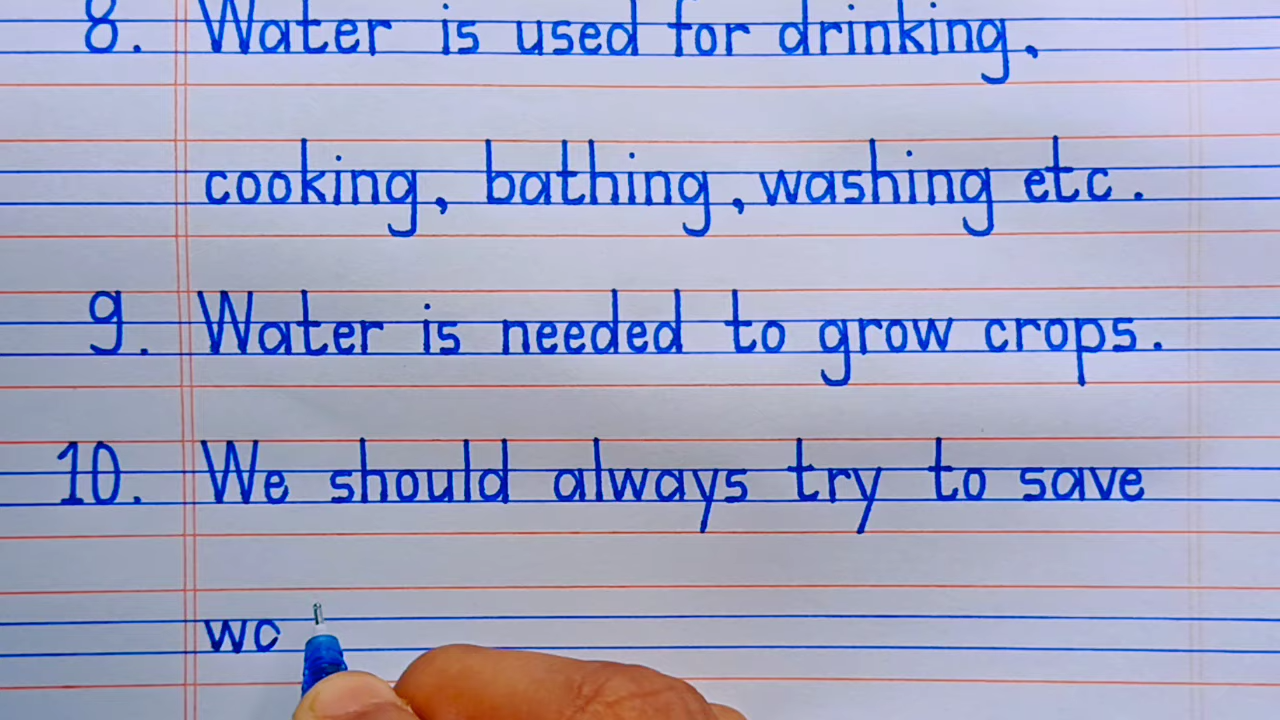 8. Water is used for drinking,
cooking, bathing, washing etc.
9. Water is needed to grow crops.
10. We should always try to save
wa